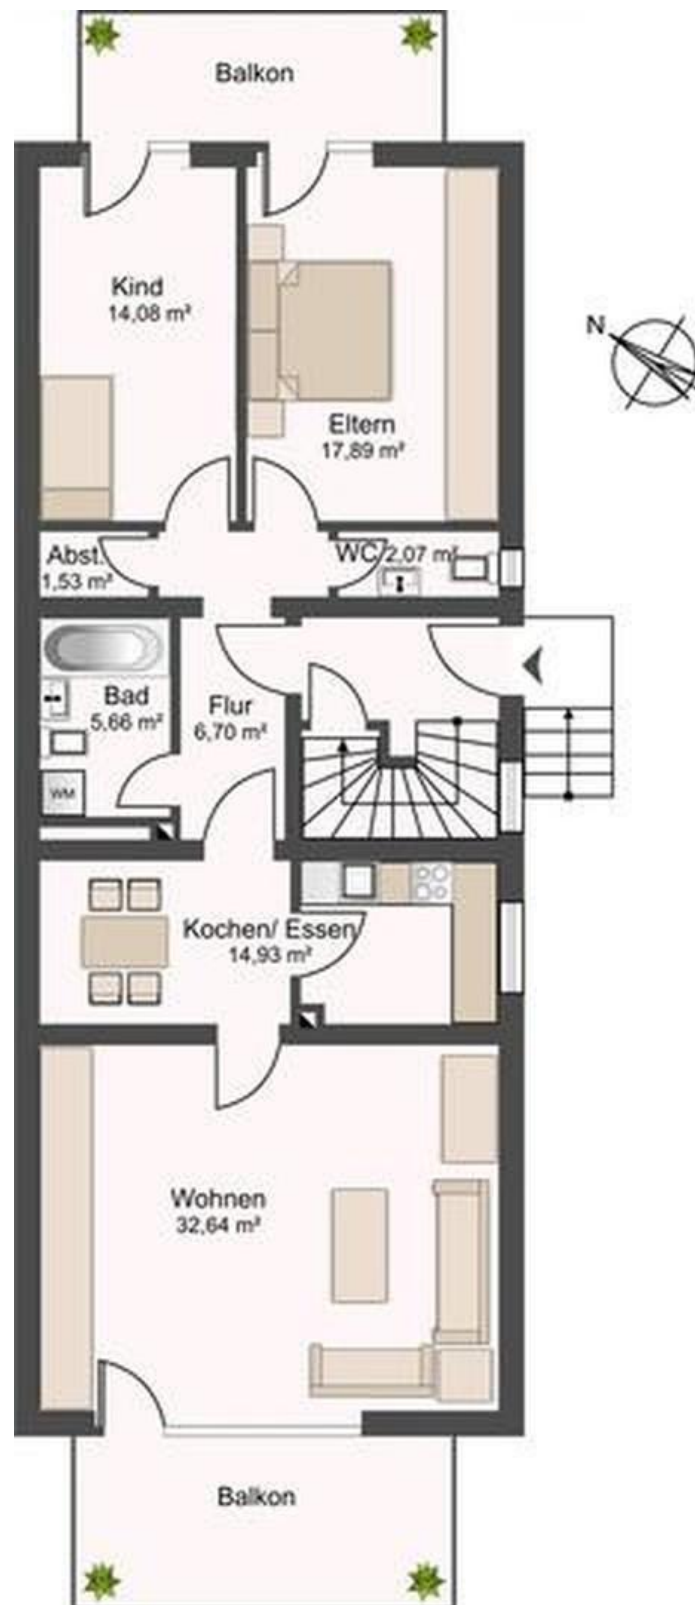 Balkon
Kind
14,08 m²
N
Eltern
17,89 m²
Abst.
1,53 m²
WC 2,07 m²
Bad
5,66 m²
Flur
6,70 m²
WM
Kochen/ Essen
14,93 m²
Wohnen
32,64 m²
Balkon